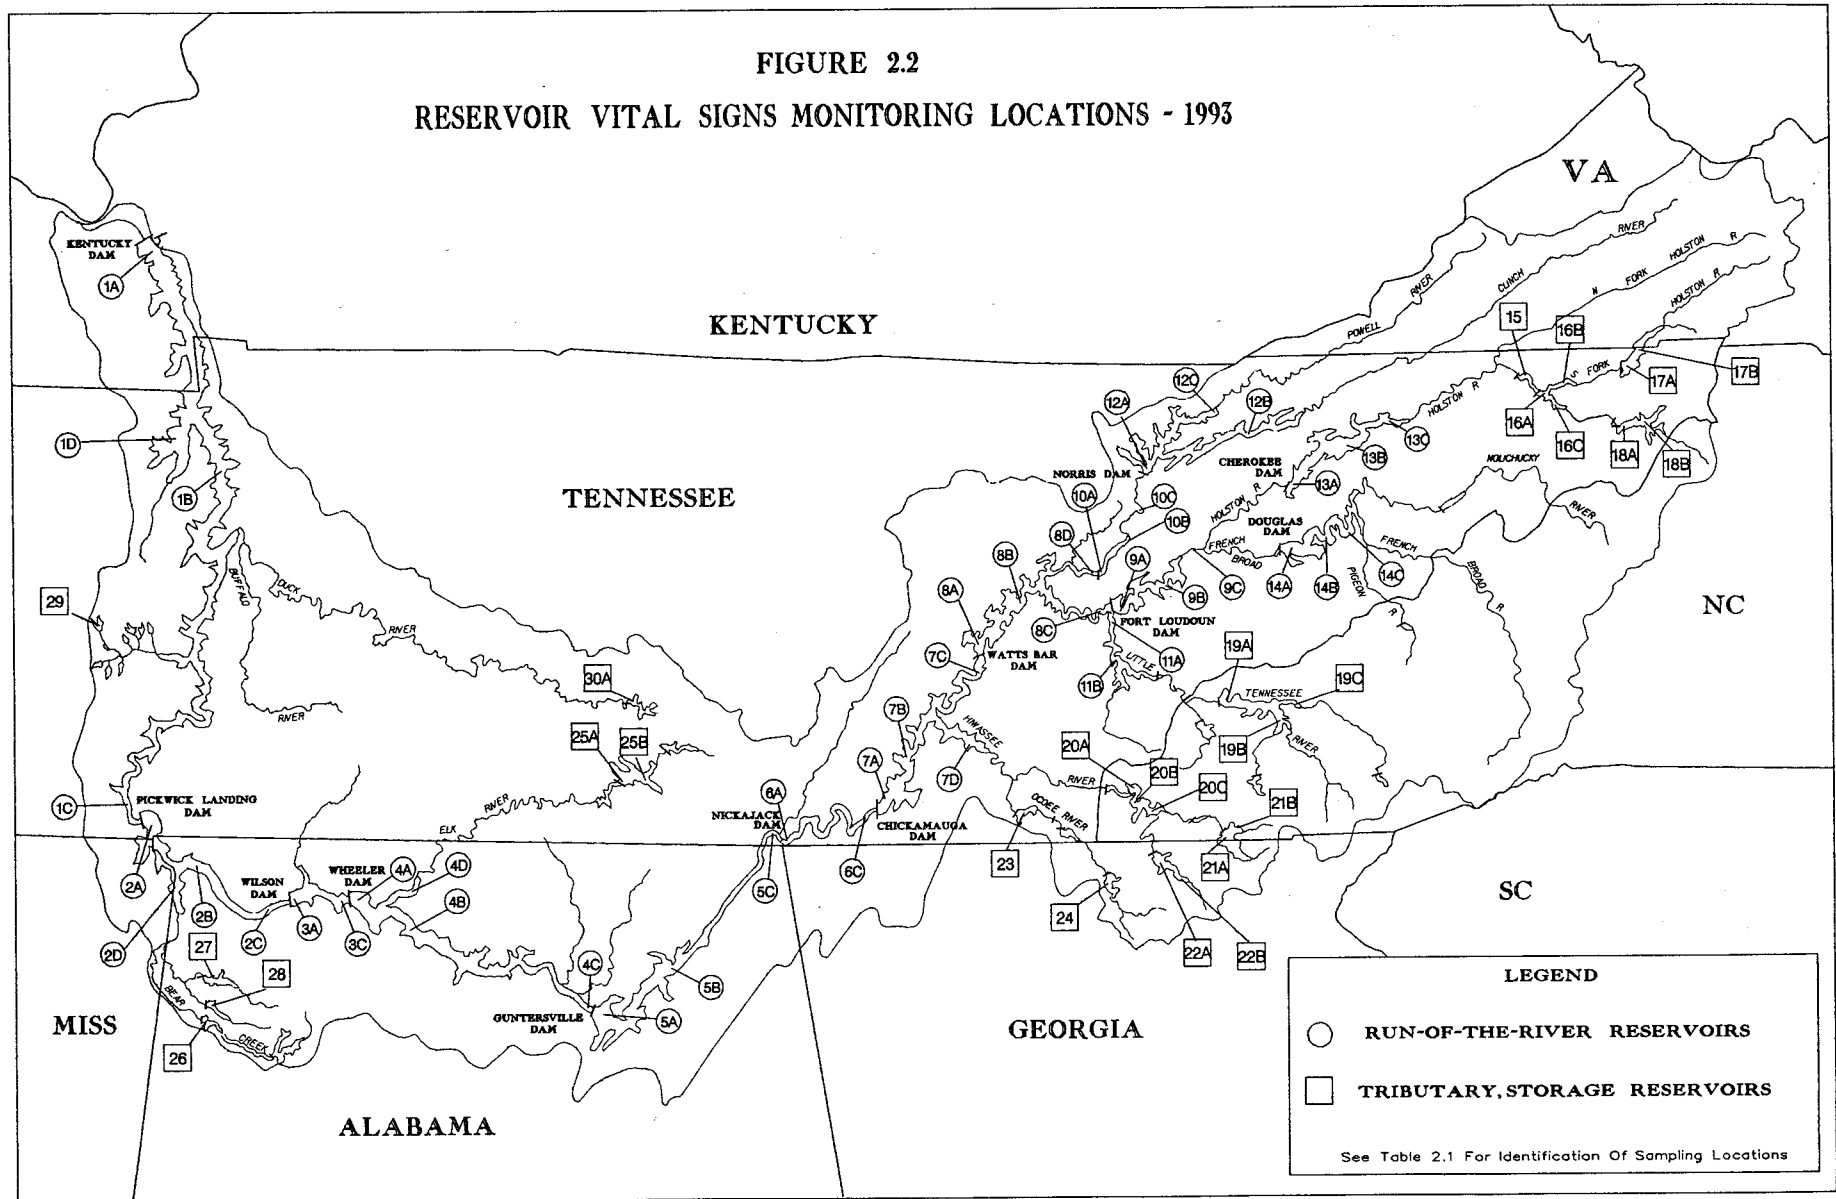 FIGURE 2.2
RESERVOIR VITAL SIGNS MONITORING LOCATIONS - 1993
VA
KENTUCKY
DAM
1A
KENTUCKY
RIVER
HOLSTON R
N FORK
CLINCH
RIVER
HOLSTON R
POWELL
15
16B
17B
17A
S FORK
12C
12A
12B
HOLSTON R
16A
16C
13C
13B
18A
18B
1D
1B
TENNESSEE
NORRIS DAM
CHEROKEE
DAM
NOLICHUCKY
RIVER
10A
10C
13A
10B
HOLSTON R
DOUGLAS
DAM
8D
FRENCH
BROAD
FRENCH
BROAD R
8B
9A
9C
14A
14B
14C
PIGEON
R
BUFFALO
DUCK
RIVER
29
8A
9B
NC
8C
FORT LOUDOUN
DAM
7C
WATTS BAR
DAM
11A
11B
LITTLE
19A
TENNESSEE
19C
30A
RIVER
7B
HIWASSEE
25A
25B
7D
20A
19B
RIVER
7A
RIVER
20B
20C
21B
1C
PICKWICK LANDING
DAM
RIVER
ELK
6A
NICKAJACK
DAM
CHICKAMAUGA
DAM
OCOEE RIVER
2A
WILSON
DAM
WHEELER
DAM
4A
4D
5C
6C
23
21A
SC
2B
3A
3C
4B
2C
24
2D
27
22A
22B
28
4C
5B
BEAR
CREEK
GUNTERSVILLE
DAM
5A
MISS
26
GEORGIA
ALABAMA
LEGEND
RUN-OF-THE-RIVER RESERVOIRS
TRIBUTARY, STORAGE RESERVOIRS
See Table 2.1 For Identification Of Sampling Locations